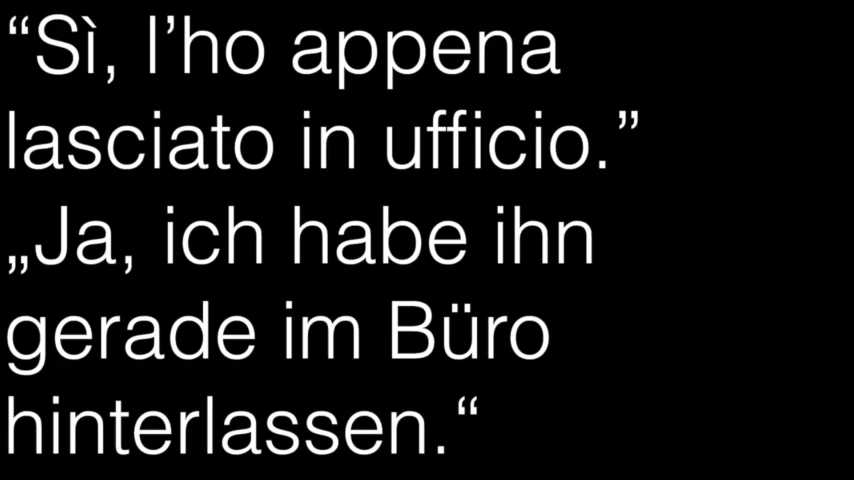 “Sì, l’ho appena
lasciato in ufficio.”
„Ja, ich habe ihn
gerade im Büro
hinterlassen.“